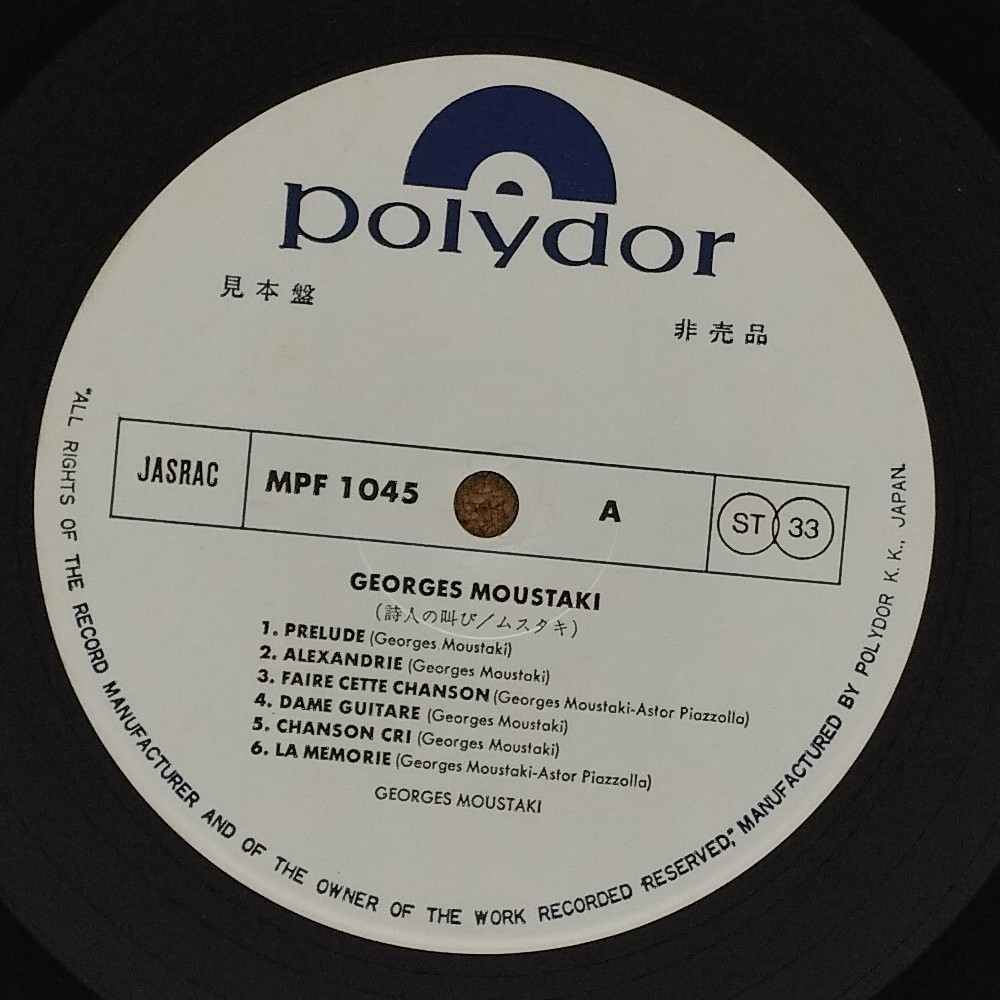 polydor
見本盤
非売品
JASRAC
MPF 1045
A
ST 33
GEORGES MOUSTAKI
(詩人の叫び/ムスタキ)
1. PRELUDE (Georges Moustaki)
2. ALEXANDRIE (Georges Moustaki)
3. FAIRE CETTE CHANSON (Georges Moustaki-Astor Piazzolla)
4. DAME GUITARE (Georges Moustaki)
5. CHANSON CRI (Georges Moustaki)
6. LA MEMORIE (Georges Moustaki-Astor Piazzolla)
GEORGES MOUSTAKI
"ALL RIGHTS OF THE RECORD MANUFACTURER AND OF THE OWNER OF THE WORK RECORDED RESERVED," MANUFACTURED BY POLYDOR K. K., JAPAN.